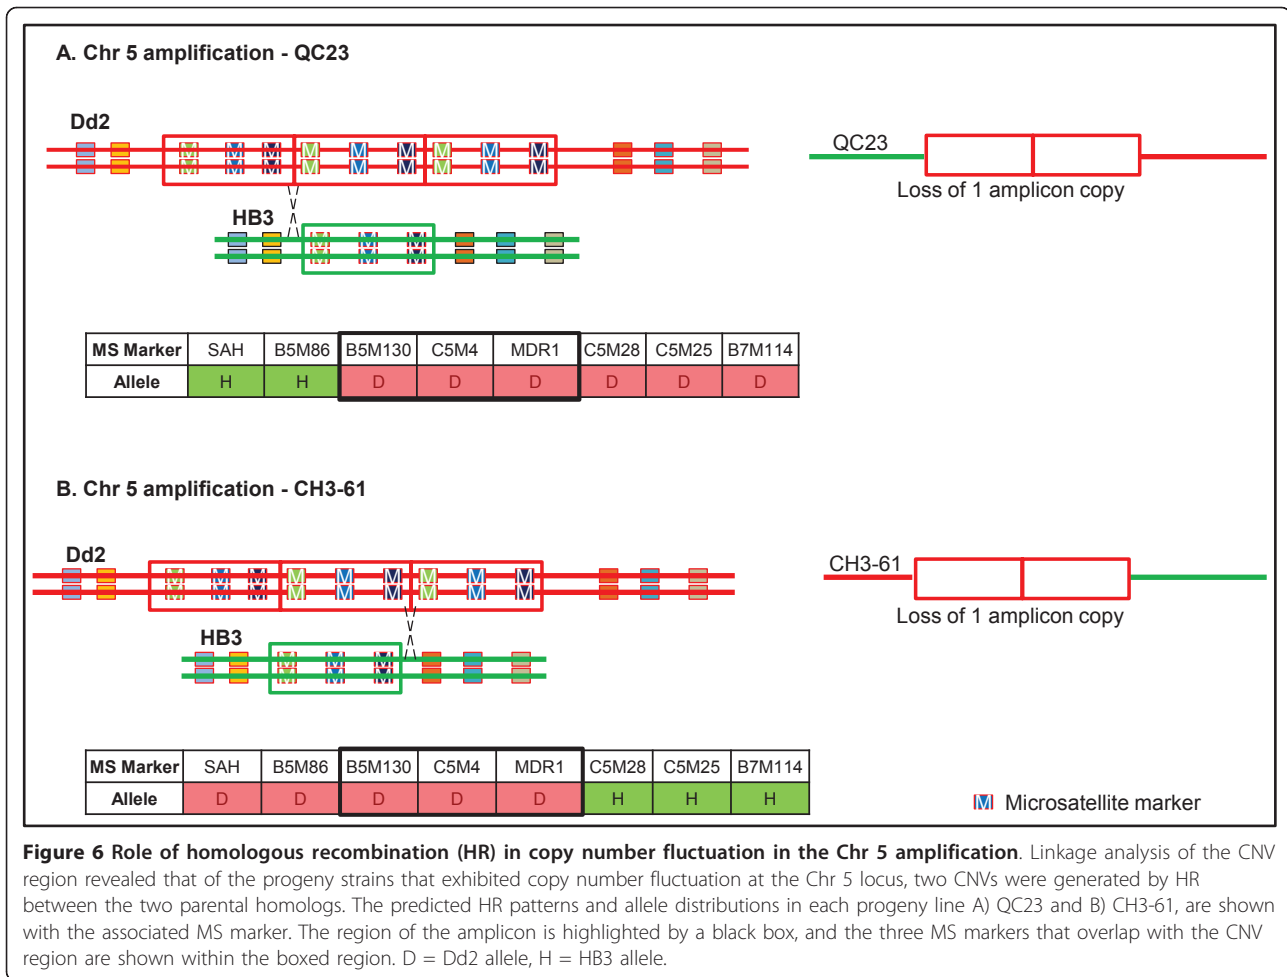 A. Chr 5 amplification - QC23
Dd2
M M M M M M M M M
M M M M M M M M M
HB3
M M M
M M M
QC23
Loss of 1 amplicon copy
MS Marker SAH B5M86 B5M130 C5M4 MDR1 C5M28 C5M25 B7M114
Allele H H D D D D D D
B. Chr 5 amplification - CH3-61
Dd2
M M M M M M M M M
M M M M M M M M M
HB3
M M M
M M M
CH3-61
Loss of 1 amplicon copy
MS Marker SAH B5M86 B5M130 C5M4 MDR1 C5M28 C5M25 B7M114
Allele D D D D D H H H
M Microsatellite marker
Figure 6 Role of homologous recombination (HR) in copy number fluctuation in the Chr 5 amplification. Linkage analysis of the CNV
region revealed that of the progeny strains that exhibited copy number fluctuation at the Chr 5 locus, two CNVs were generated by HR
between the two parental homologs. The predicted HR patterns and allele distributions in each progeny line A) QC23 and B) CH3-61, are shown
with the associated MS marker. The region of the amplicon is highlighted by a black box, and the three MS markers that overlap with the CNV
region are shown within the boxed region. D = Dd2 allele, H = HB3 allele.